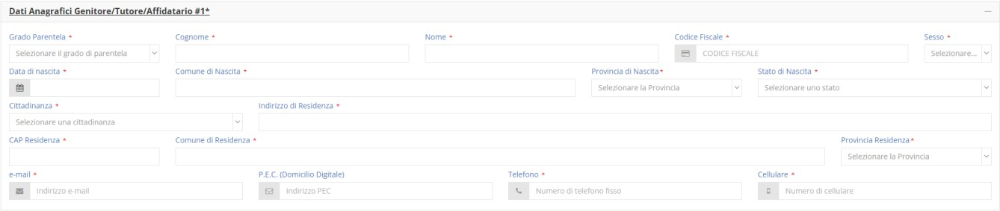 Dati Anagrafici Genitore/Tutore/Affidatario #1*
Grado Parentela * Cognome * Nome * Codice Fiscale * Sesso *
Selezionare il grado di parentela CODICE FISCALE Selezionare...
Data di nascita * Comune di Nascita * Provincia di Nascita* Stato di Nascita *
Selezionare la Provincia Selezionare uno stato
Cittadinanza * Indirizzo di Residenza *
Selezionare una cittadinanza
CAP Residenza * Comune di Residenza * Provincia Residenza*
Selezionare la Provincia
e-mail * P.E.C. (Domicilio Digitale) Telefono * Cellulare *
Indirizzo e-mail Indirizzo PEC Numero di telefono fisso Numero di cellulare